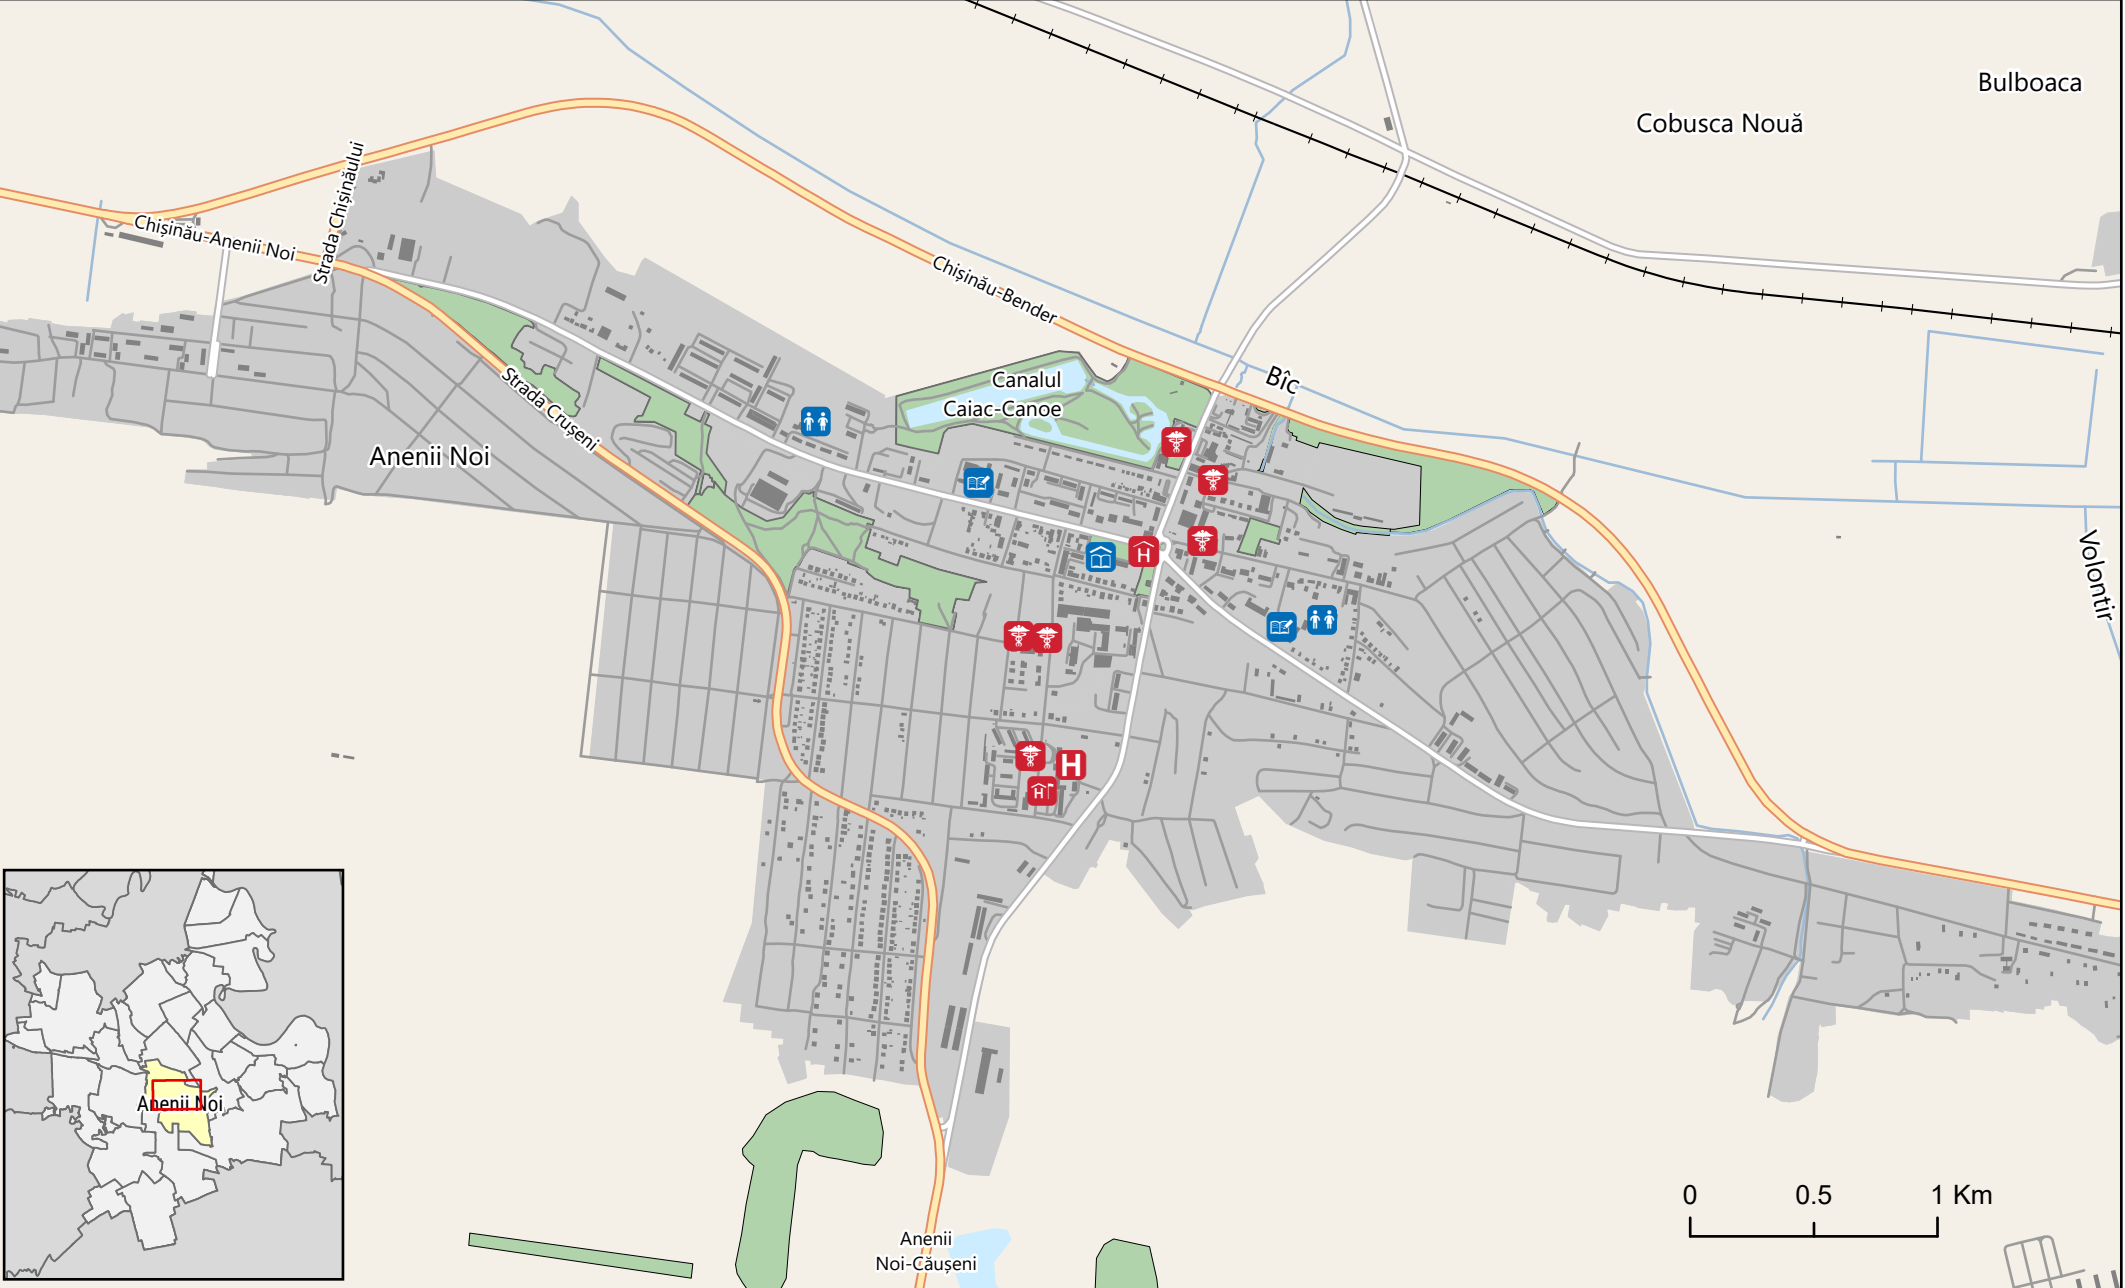 Bulboaca
Cobusca Nouă
Strada Chișinăului
Chișinău-Anenii Noi
Chișinău-Bender
Bîc
Canalul
Caiac-Canoe
Strada Crușeni
Anenii Noi
H
Volontir
H
H
Anenii Noi
0 0.5 1 Km
Anenii
Noi-Căușeni